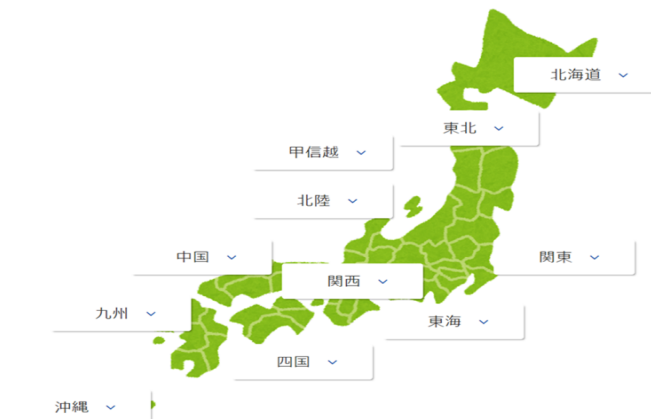 北海道
東北
甲信越
北陸
中国
関東
関西
九州
東海
四国
沖縄